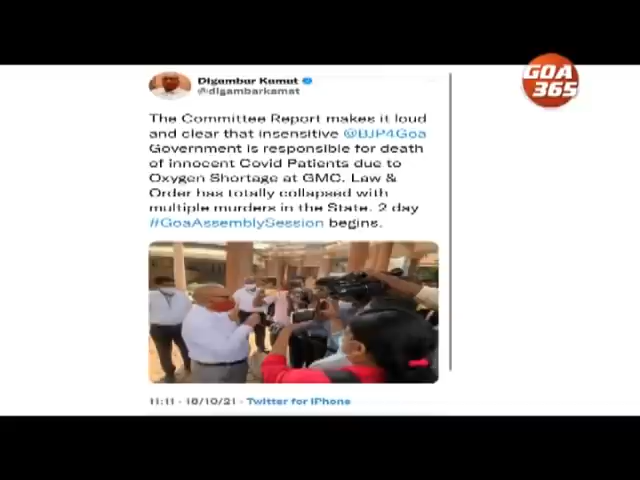 GOA
365
Digambar Kamat
@digambarkamat
The Committee Report makes it loud
and clear that insensitive @BJP4Goa
Government is responsible for death
of innocent Covid Patients due to
Oxygen Shortage at GMC. Law &
Order has totally collapsed with
multiple murders in the State. 2 day
#GoaAssemblySession begins.
11:11 · 18/10/21 · Twitter for iPhone